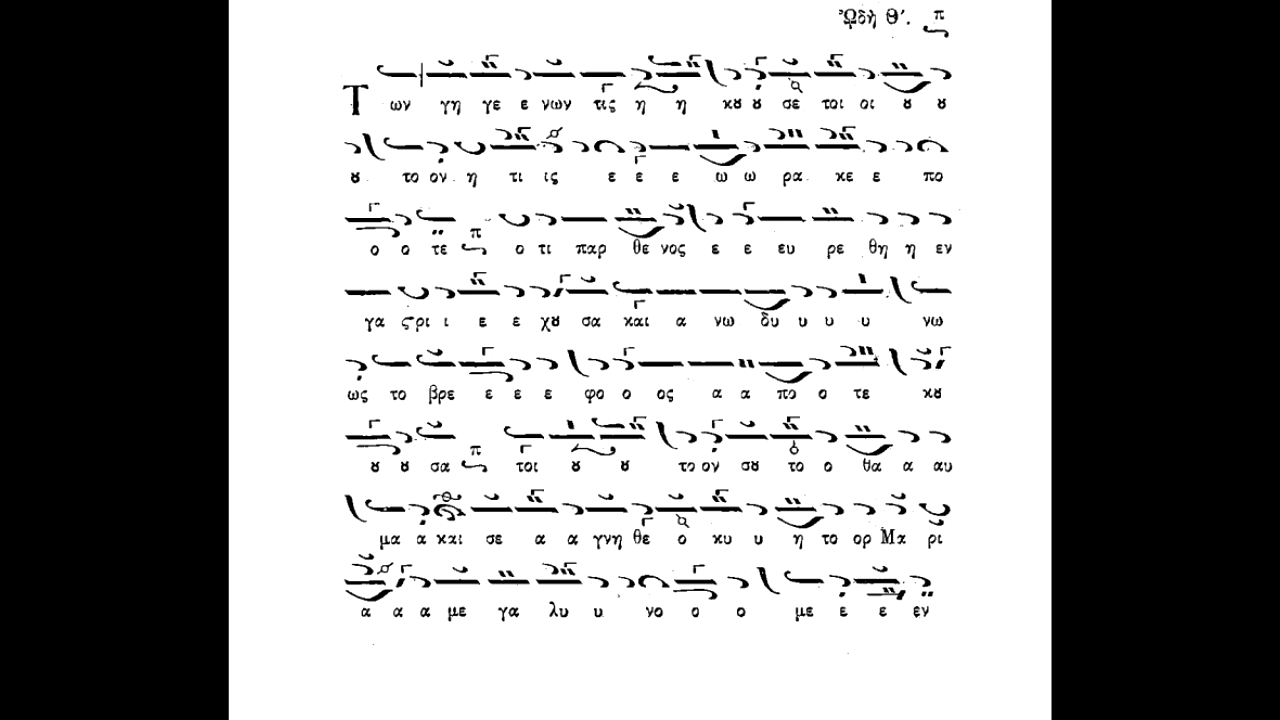 Ὠδὴ Θ΄. π
Των γη γε ε νων τις η η κȣ ȣ σε τοι οι ȣ ȣ
ȣ το ον η τι ις ε ε ε ω ω ρα κε ε πο
ο ο τε π ο τι παρ θε νος ε ε ευ ρε θη η εν
γα ςρι ι ε ε χȣ σα και α νω δυ υ υ υ νω
ως το βρε ε ε ε φο ο ος α α πο ο τε κȣ
ȣ ȣ σα π τοι ȣ ȣ το ον σȣ το ο θα α αυ
μα α και σε α α γνη θε ο κυ υ η το ορ Μα ρι
α α α με γα λυ υ νο ο ο με ε ε εν